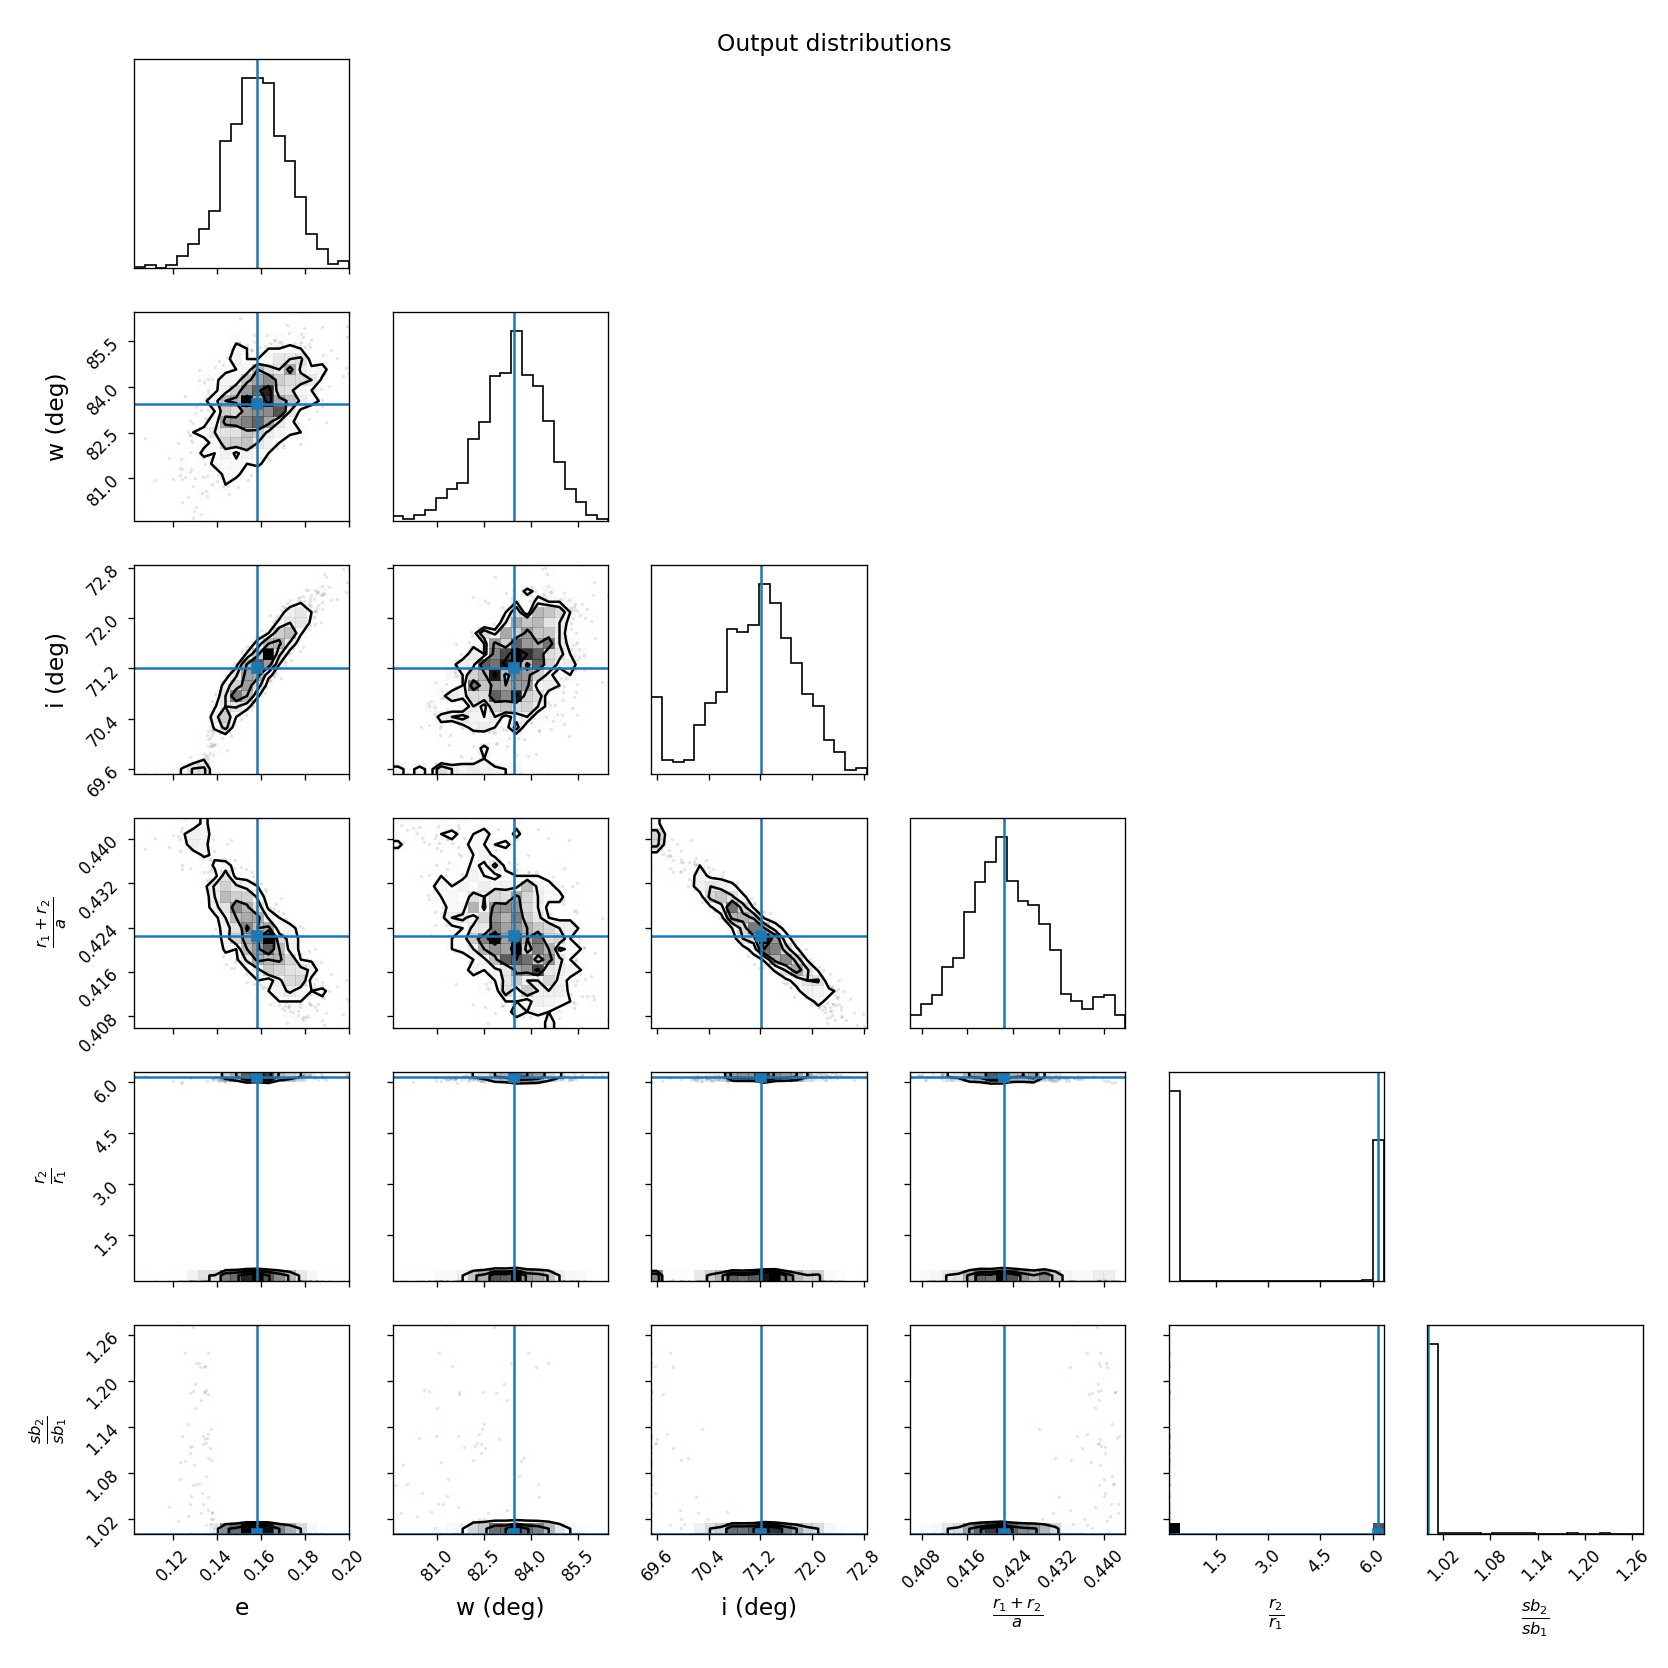 Output distributions
85.5
84.0
82.5
81.0
w (deg)
72.8
72.0
71.2
70.4
69.6
i (deg)
0.440
0.432
0.424
0.416
0.408
r₁ + r₂
a
6.0
4.5
3.0
1.5
r₂
r₁
1.26
1.20
1.14
1.08
1.02
sb₂
sb₁
0.12 0.14 0.16 0.18 0.20 81.0 82.5 84.0 85.5 69.6 70.4 71.2 72.0 72.8 0.408 0.416 0.424 0.432 0.440 1.5 3.0 4.5 6.0 1.02 1.08 1.14 1.20 1.26
e w (deg) i (deg) r₁ + r₂ r₂ sb₂
a r₁ sb₁